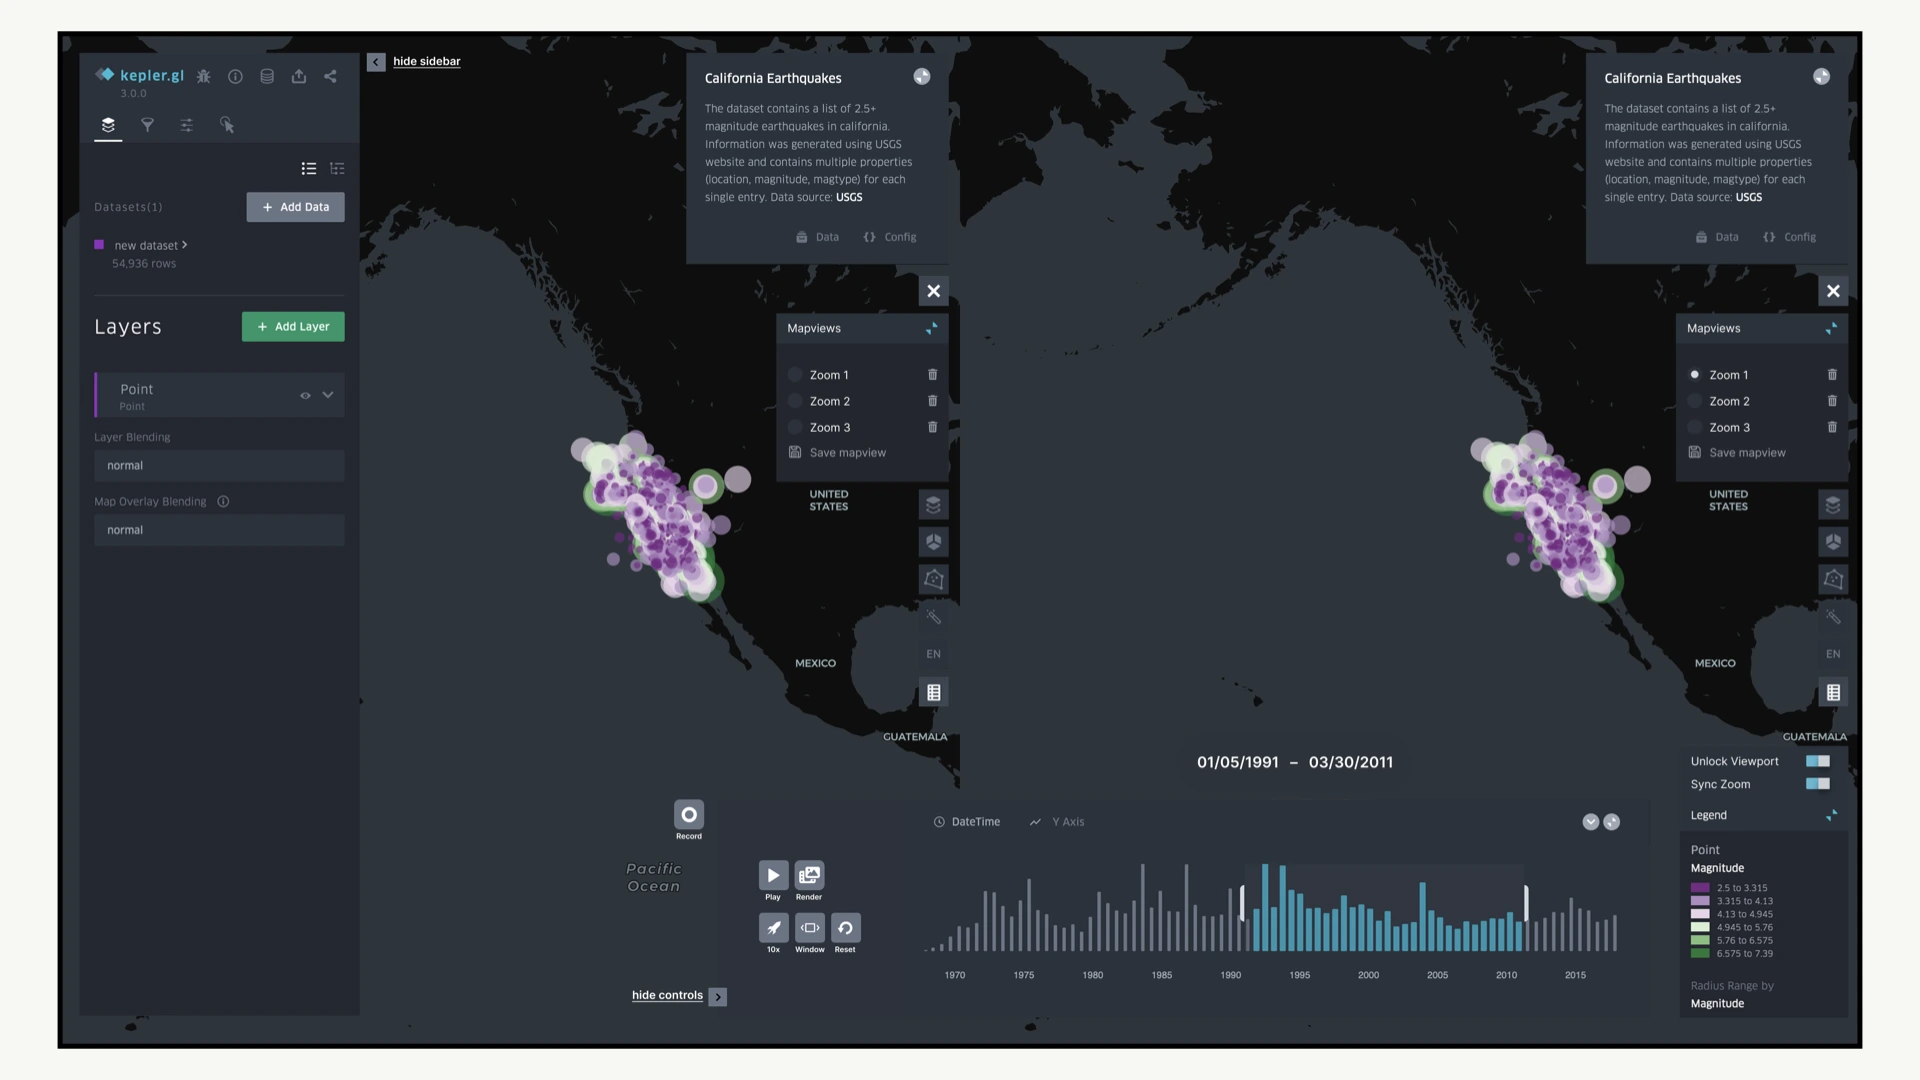 kepler.gl
3.0.0
hide sidebar
Datasets(1)
Add Data
new dataset
54,936 rows
Layers
Add Layer
Point
Point
Layer Blending
normal
Map Overlay Blending
normal
California Earthquakes
The dataset contains a list of 2.5+
magnitude earthquakes in california.
Information was generated using USGS
website and contains multiple properties
(location, magnitude, magtype) for each
single entry. Data source: USGS
Data
Config
Mapviews
Zoom 1
Zoom 2
Zoom 3
Save mapview
UNITED
STATES
EN
MEXICO
GUATEMALA
California Earthquakes
The dataset contains a list of 2.5+
magnitude earthquakes in california.
Information was generated using USGS
website and contains multiple properties
(location, magnitude, magtype) for each
single entry. Data source: USGS
Data
Config
Mapviews
Zoom 1
Zoom 2
Zoom 3
Save mapview
UNITED
STATES
EN
MEXICO
GUATEMALA
01/05/1991 – 03/30/2011
Record
Pacific
Ocean
DateTime
Y Axis
Play
Render
10x
Window
Reset
1970
1975
1980
1985
1990
1995
2000
2005
2010
2015
hide controls
Unlock Viewport
Sync Zoom
Legend
Point
Magnitude
2.5 to 3.315
3.315 to 4.13
4.13 to 4.945
4.945 to 5.76
5.76 to 6.575
6.575 to 7.39
Radius Range by
Magnitude